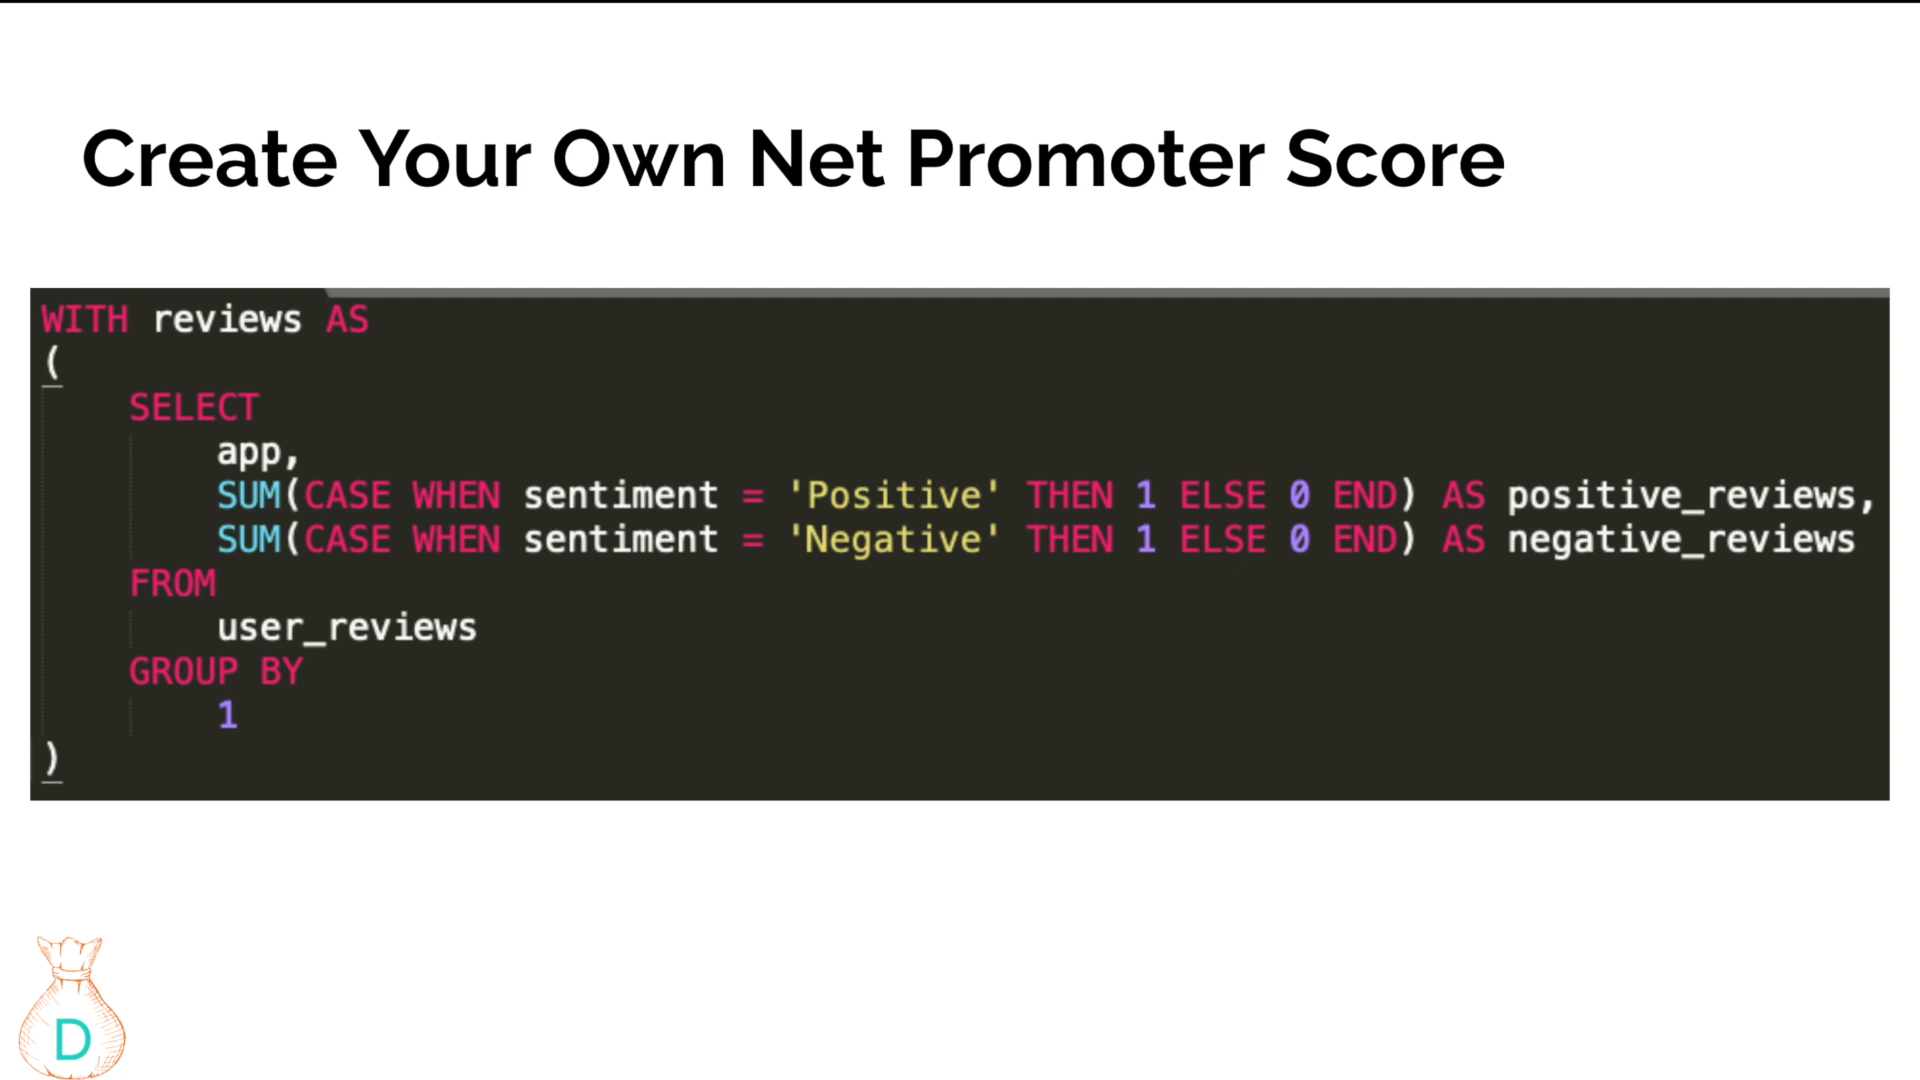 Create Your Own Net Promoter Score
WITH reviews AS
(
SELECT
app,
SUM(CASE WHEN sentiment = 'Positive' THEN 1 ELSE 0 END) AS positive_reviews,
SUM(CASE WHEN sentiment = 'Negative' THEN 1 ELSE 0 END) AS negative_reviews
FROM
user_reviews
GROUP BY
1
)
D